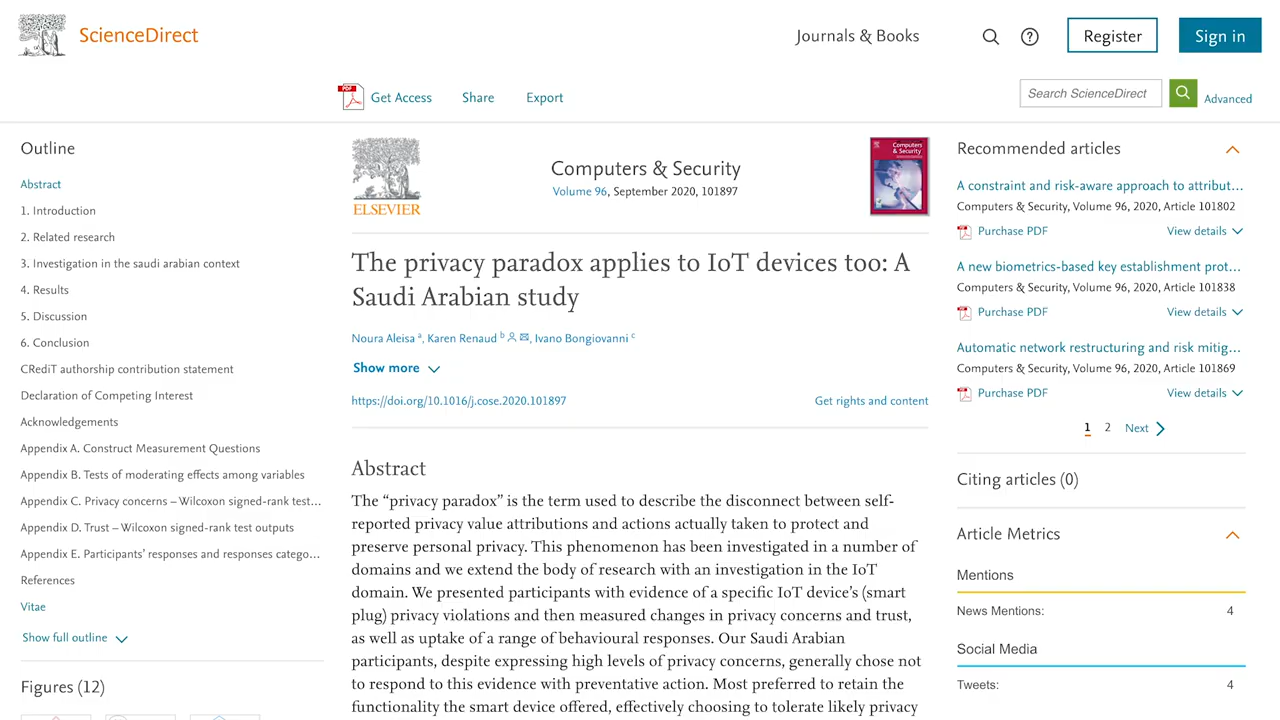 ScienceDirect
Journals & Books
Register
Sign in
PDF
Get Access
Share
Export
Search ScienceDirect
Advanced
Outline
Abstract
1. Introduction
2. Related research
3. Investigation in the saudi arabian context
4. Results
5. Discussion
6. Conclusion
CRediT authorship contribution statement
Declaration of Competing Interest
Acknowledgements
Appendix A. Construct Measurement Questions
Appendix B. Tests of moderating effects among variables
Appendix C. Privacy concerns – Wilcoxon signed-rank test…
Appendix D. Trust – Wilcoxon signed-rank test outputs
Appendix E. Participants’ responses and responses catego…
References
Vitae
Show full outline
Figures (12)
ELSEVIER
Computers & Security
Volume 96, September 2020, 101897
Computers
& Security
The privacy paradox applies to IoT devices too: A
Saudi Arabian study
Noura Aleisa a, Karen Renaud b, Ivano Bongiovanni c
Show more
https://doi.org/10.1016/j.cose.2020.101897
Get rights and content
Abstract
The “privacy paradox” is the term used to describe the disconnect between self-
reported privacy value attributions and actions actually taken to protect and
preserve personal privacy. This phenomenon has been investigated in a number of
domains and we extend the body of research with an investigation in the IoT
domain. We presented participants with evidence of a specific IoT device’s (smart
plug) privacy violations and then measured changes in privacy concerns and trust,
as well as uptake of a range of behavioural responses. Our Saudi Arabian
participants, despite expressing high levels of privacy concerns, generally chose not
to respond to this evidence with preventative action. Most preferred to retain the
functionality the smart device offered, effectively choosing to tolerate likely privacy
Recommended articles
A constraint and risk-aware approach to attribut…
Computers & Security, Volume 96, 2020, Article 101802
Purchase PDF
View details
A new biometrics-based key establishment prot…
Computers & Security, Volume 96, 2020, Article 101838
Purchase PDF
View details
Automatic network restructuring and risk mitig…
Computers & Security, Volume 96, 2020, Article 101869
Purchase PDF
View details
1 2 Next
Citing articles (0)
Article Metrics
Mentions
News Mentions: 4
Social Media
Tweets: 4